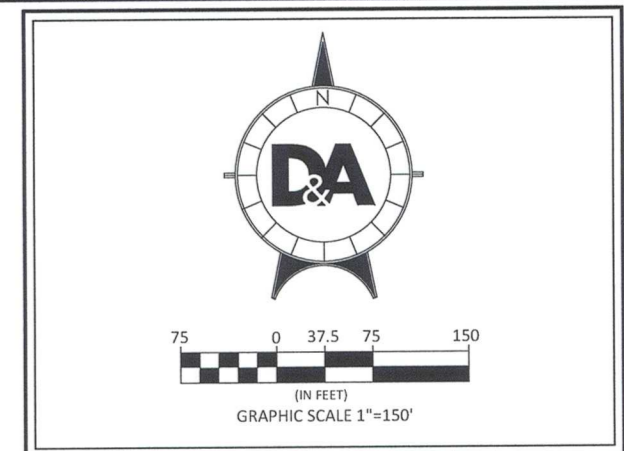 N
D&A
75 0 37.5 75 150
(IN FEET)
GRAPHIC SCALE 1"=150'